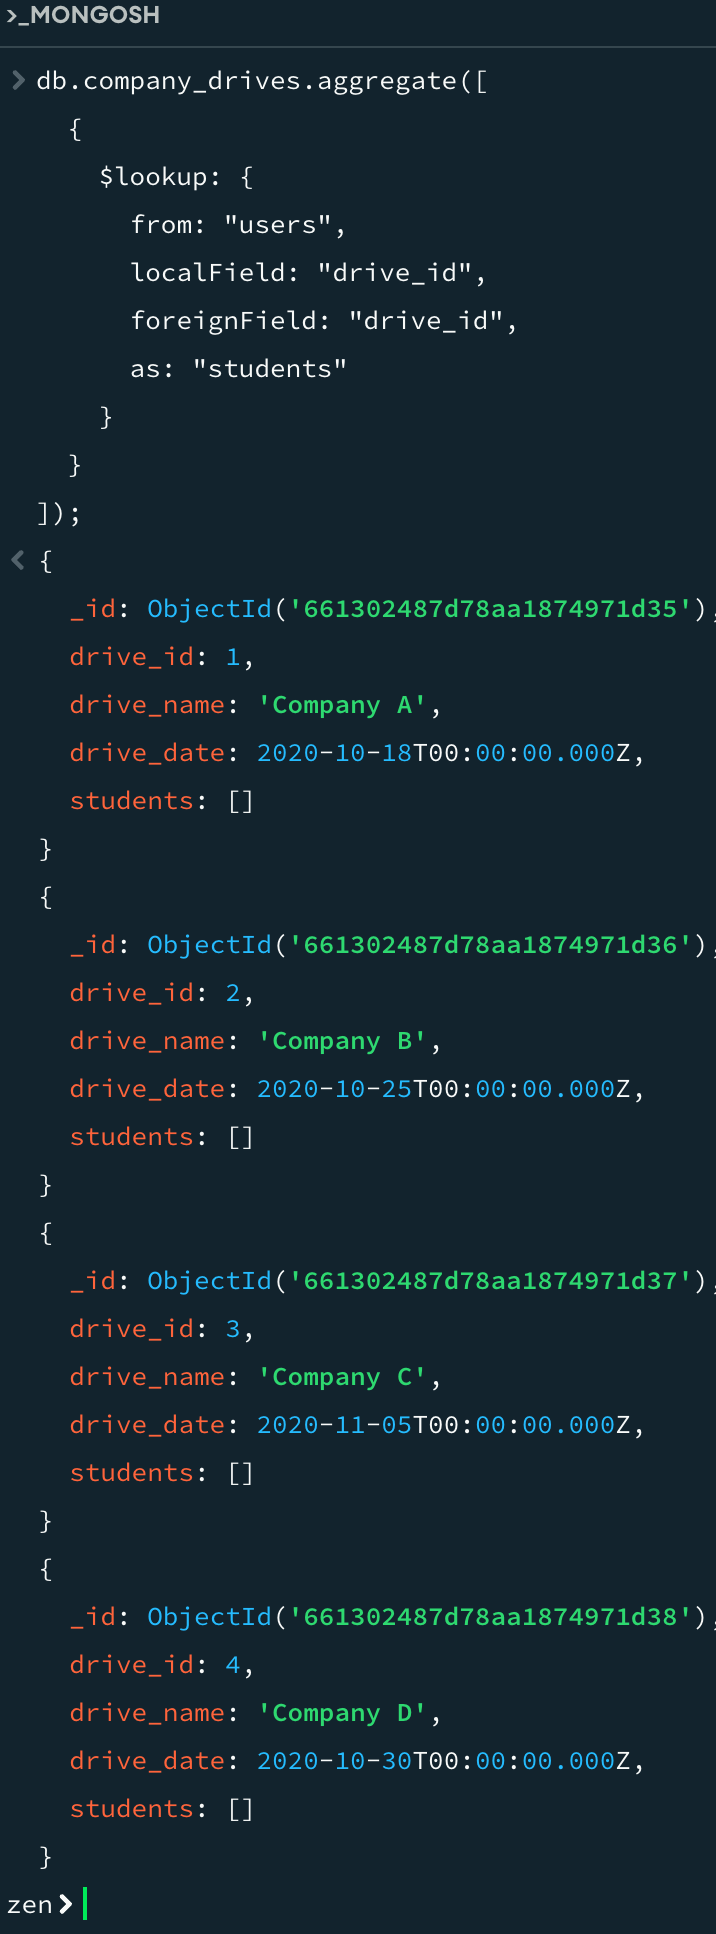 >_MONGOSH
> db.company_drives.aggregate([
{
$lookup: {
from: "users",
localField: "drive_id",
foreignField: "drive_id",
as: "students"
}
}
]);
< {
_id: ObjectId('661302487d78aa1874971d35'),
drive_id: 1,
drive_name: 'Company A',
drive_date: 2020-10-18T00:00:00.000Z,
students: []
}
{
_id: ObjectId('661302487d78aa1874971d36'),
drive_id: 2,
drive_name: 'Company B',
drive_date: 2020-10-25T00:00:00.000Z,
students: []
}
{
_id: ObjectId('661302487d78aa1874971d37'),
drive_id: 3,
drive_name: 'Company C',
drive_date: 2020-11-05T00:00:00.000Z,
students: []
}
{
_id: ObjectId('661302487d78aa1874971d38'),
drive_id: 4,
drive_name: 'Company D',
drive_date: 2020-10-30T00:00:00.000Z,
students: []
}
zen>